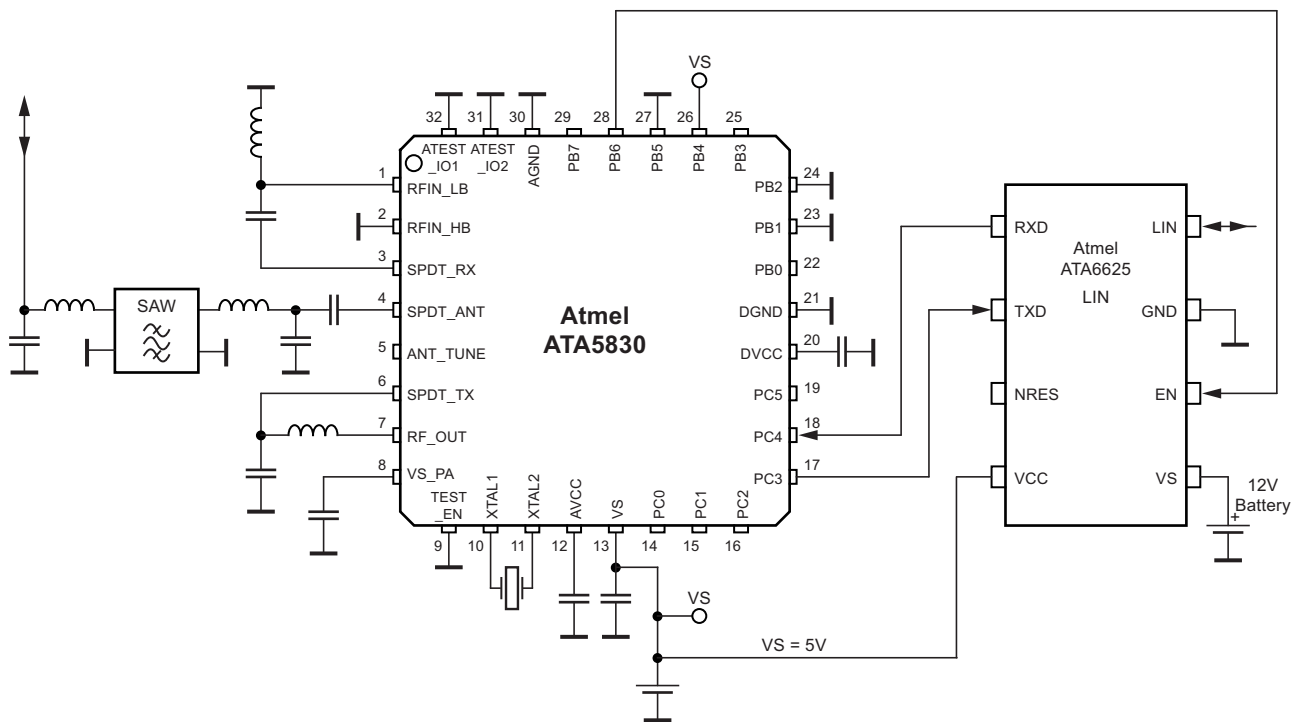 VS
32
31
30
29
28
27
26
25
ATEST
_IO1
ATEST
_IO2
AGND
PB7
PB6
PB5
PB4
PB3
1
RFIN_LB
2
RFIN_HB
3
SPDT_RX
4
SPDT_ANT
5
ANT_TUNE
6
SPDT_TX
7
RF_OUT
8
VS_PA
SAW
Atmel
ATA5830
PB2
24
PB1
23
PB0
22
DGND
21
DVCC
20
PC5
19
PC4
18
PC3
17
TEST
_EN
XTAL1
XTAL2
AVCC
VS
PC0
PC1
PC2
9
10
11
12
13
14
15
16
VS
VS = 5V
RXD
TXD
NRES
VCC
Atmel
ATA6625
LIN
LIN
GND
EN
VS
12V
Battery
+